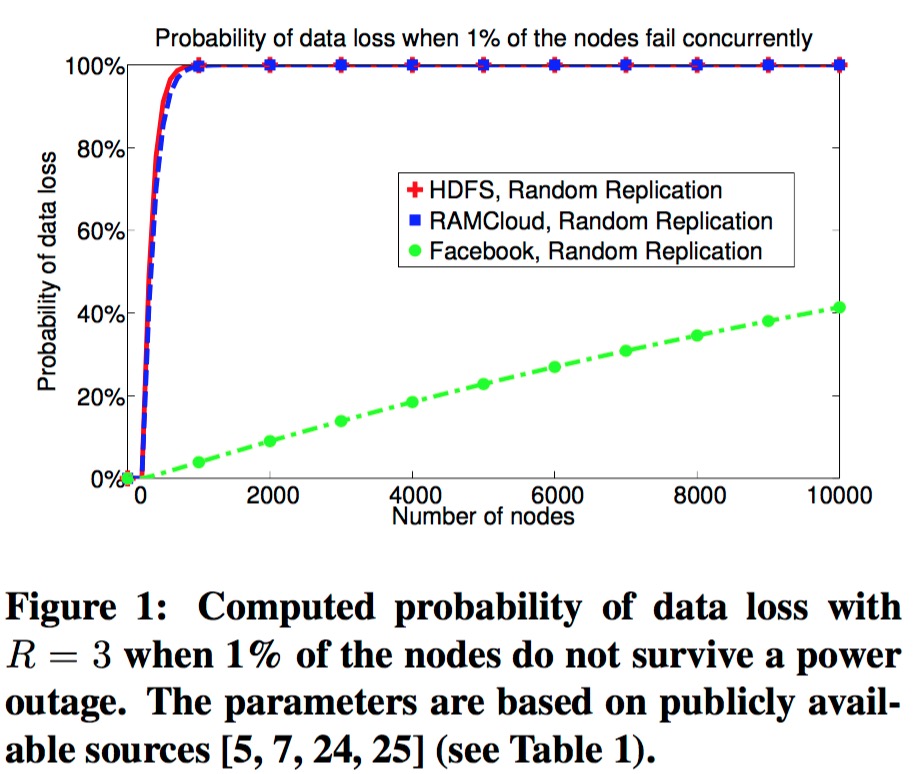 Probability of data loss when 1% of the nodes fail concurrently
100%
80%
60%
40%
20%
0%
Probability of data loss
HDFS, Random Replication
RAMCloud, Random Replication
Facebook, Random Replication
0 2000 4000 6000 8000 10000
Number of nodes
Figure 1: Computed probability of data loss with
R = 3 when 1% of the nodes do not survive a power
outage. The parameters are based on publicly avail-
able sources [5, 7, 24, 25] (see Table 1).